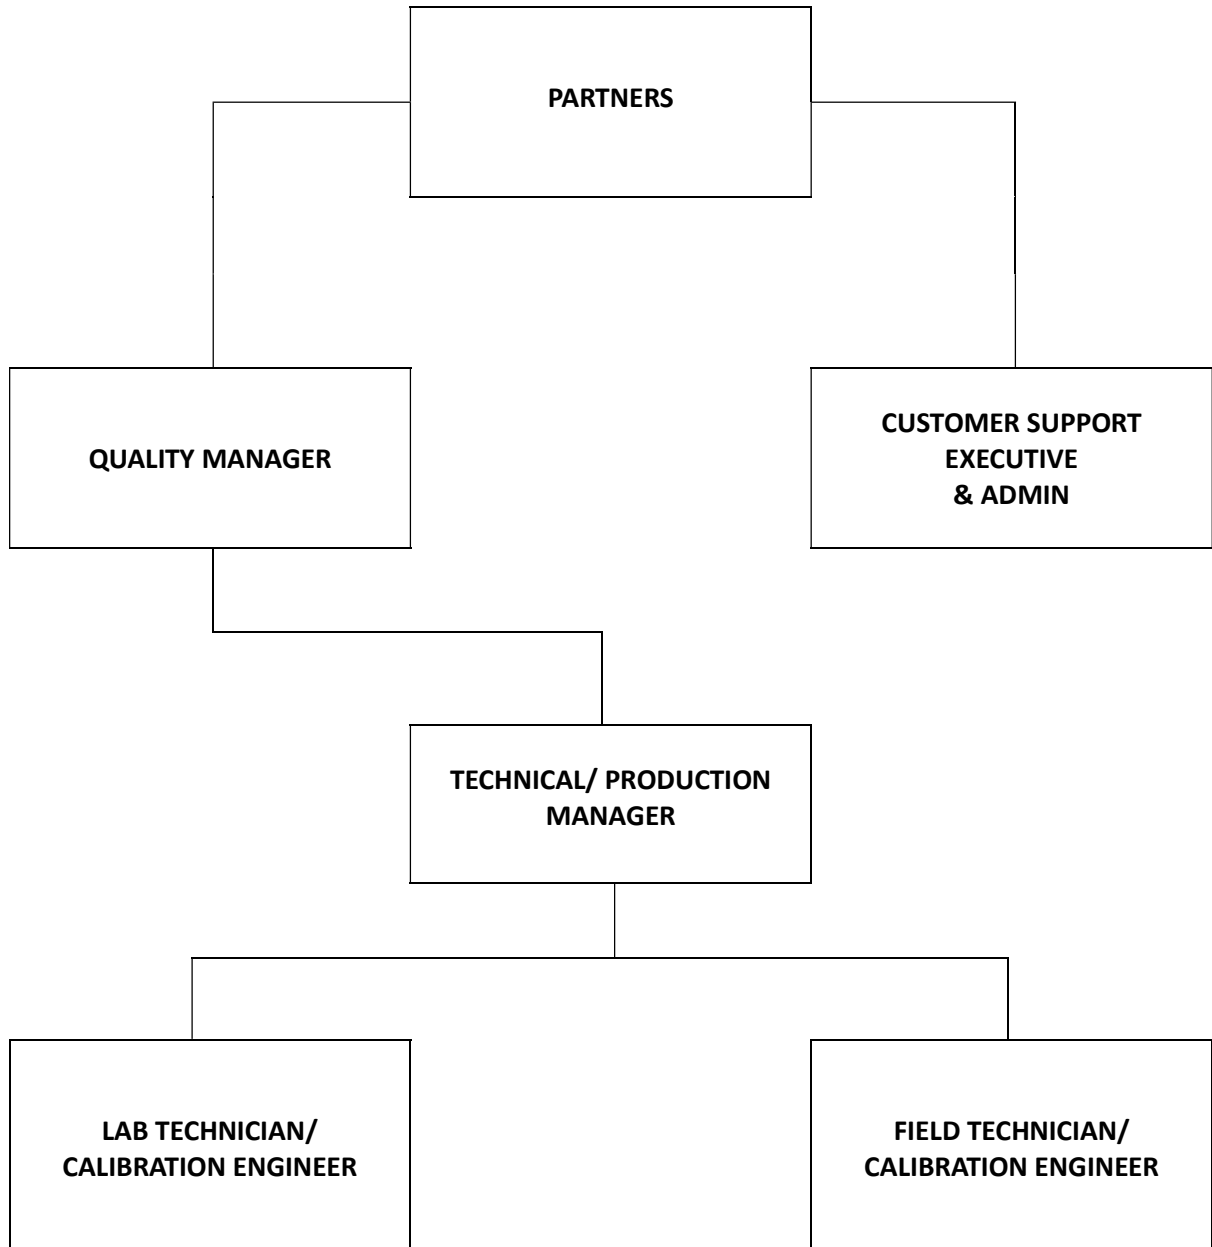 PARTNERS
QUALITY MANAGER
CUSTOMER SUPPORT
EXECUTIVE
& ADMIN
TECHNICAL/ PRODUCTION
MANAGER
LAB TECHNICIAN/
CALIBRATION ENGINEER
FIELD TECHNICIAN/
CALIBRATION ENGINEER